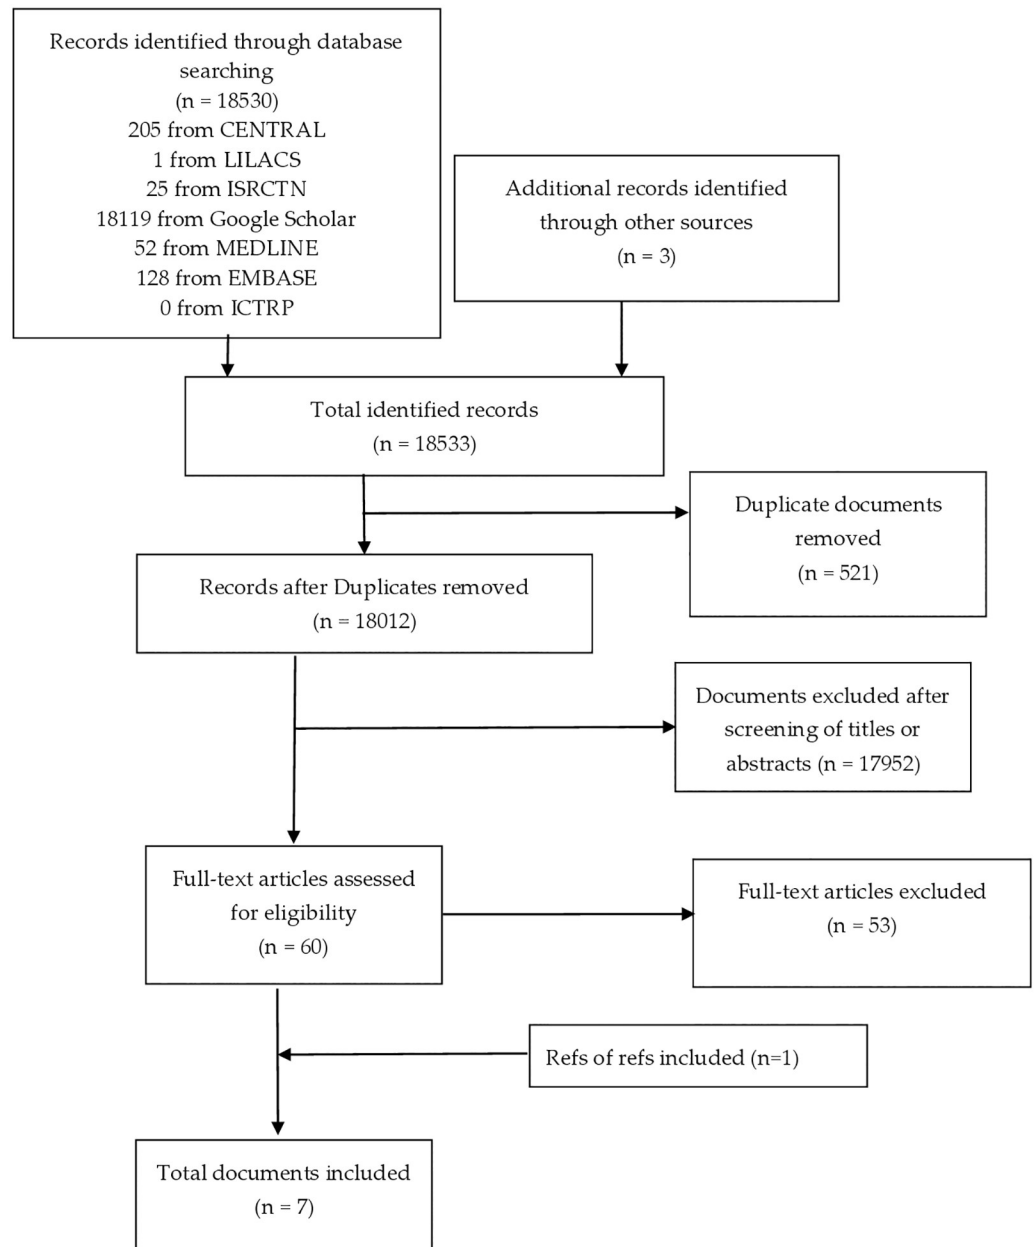 Records identified through database
searching
(n = 18530)
205 from CENTRAL
1 from LILACS
25 from ISRCTN
18119 from Google Scholar
52 from MEDLINE
128 from EMBASE
0 from ICTRP
Additional records identified
through other sources
(n = 3)
Total identified records
(n = 18533)
Duplicate documents
removed
(n = 521)
Records after Duplicates removed
(n = 18012)
Documents excluded after
screening of titles or
abstracts (n = 17952)
Full-text articles assessed
for eligibility
(n = 60)
Full-text articles excluded
(n = 53)
Refs of refs included (n=1)
Total documents included
(n = 7)